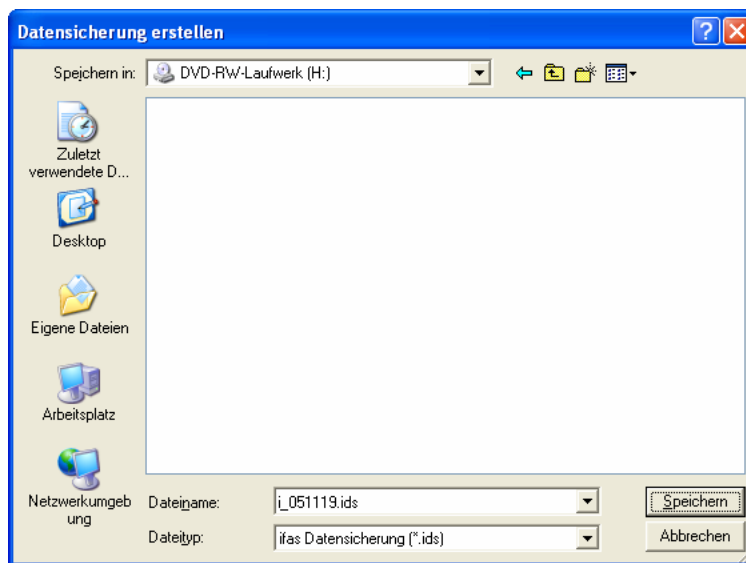 Datensicherung erstellen
Speichern in: DVD-RW-Laufwerk (H:)
Zuletzt
verwendete D...
Desktop
Eigene Dateien
Arbeitsplatz
Netzwerkumgeb
ung
Dateiname: i_051119.ids Speichern
Dateityp: ifas Datensicherung (*.ids) Abbrechen